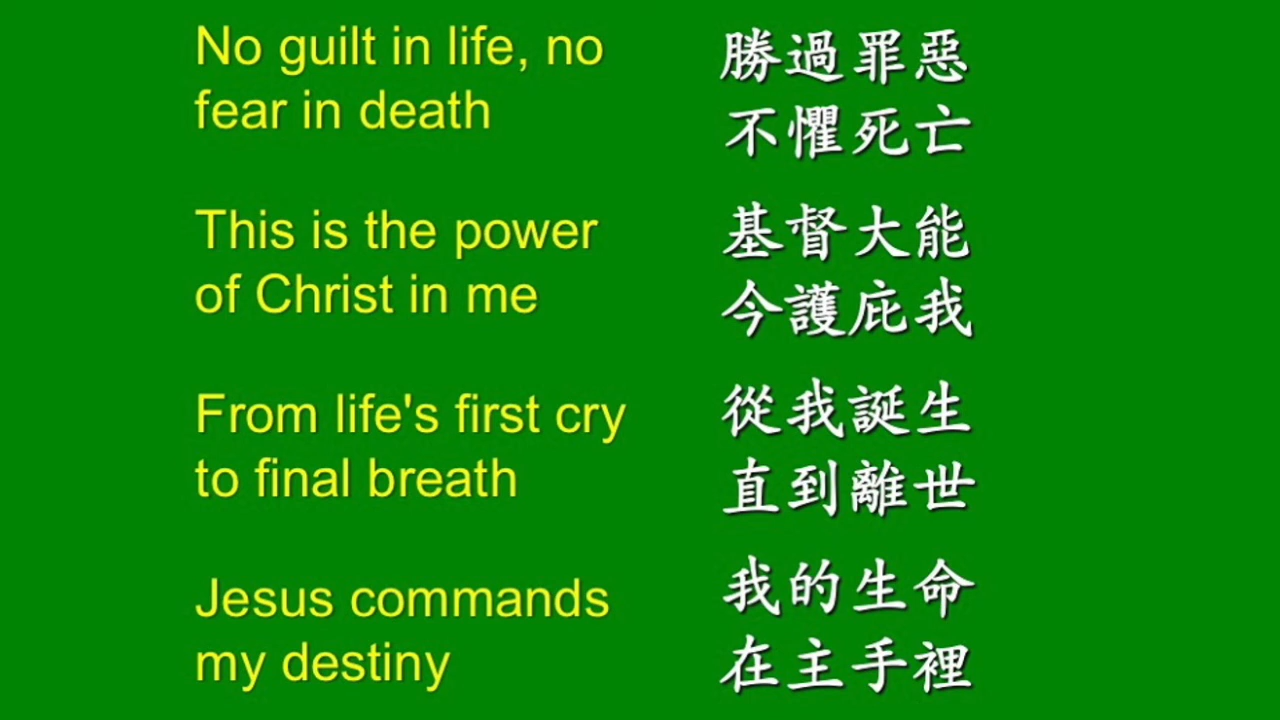 No guilt in life, no
fear in death
This is the power
of Christ in me
From life's first cry
to final breath
Jesus commands
my destiny
勝過罪惡
不懼死亡
基督大能
今護庇我
從我誕生
直到離世
我的生命
在主手裡